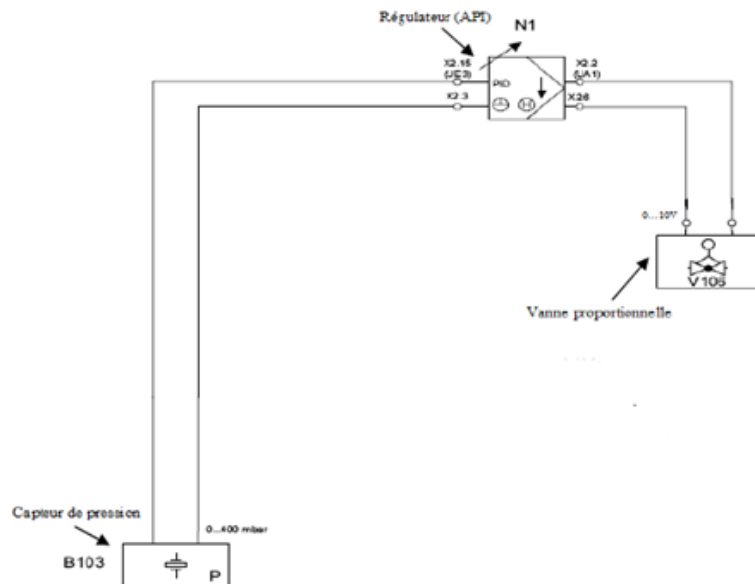 Régulateur (API)
N1
X2.15
(UE3)
X2.2
(UA1)
PID
X2.3
X26
0...10V
V106
Vanne proportionnelle
Capteur de pression
0...400 mbar
B103
P